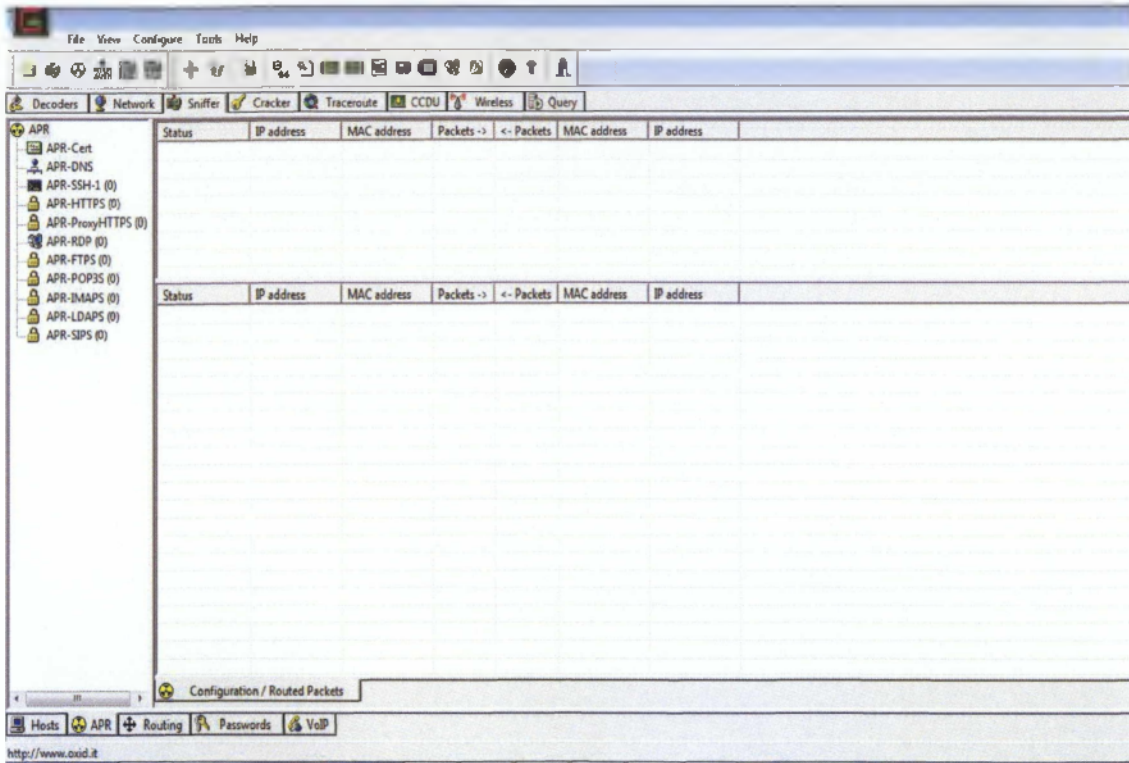 File View Configure Tools Help
Decoders Network Sniffer Cracker Traceroute CCDU Wireless Query
APR
APR-Cert
APR-DNS
APR-SSH-1 (0)
APR-HTTPS (0)
APR-ProxyHTTPS (0)
APR-RDP (0)
APR-FTPS (0)
APR-POP3S (0)
APR-IMAPS (0)
APR-LDAPS (0)
APR-SIPS (0)
Status IP address MAC address Packets -> <- Packets MAC address IP address
Status IP address MAC address Packets -> <- Packets MAC address IP address
Configuration / Routed Packets
Hosts APR Routing Passwords VoIP
http://www.oxid.it